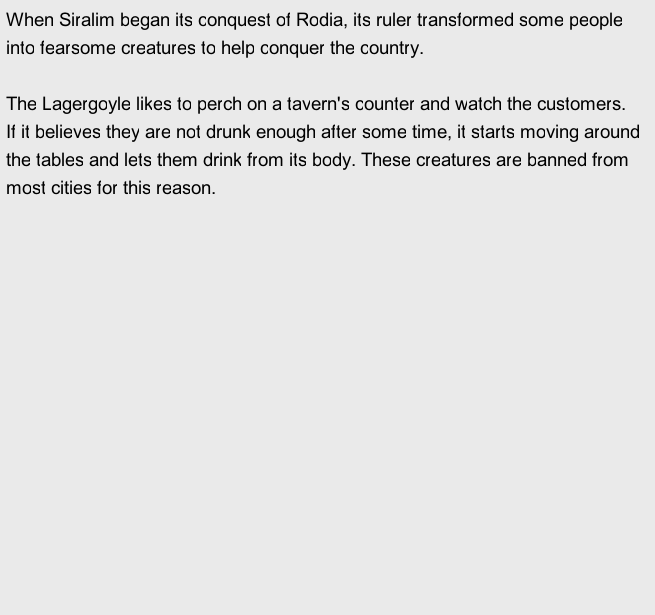 When Siralim began its conquest of Rodia, its ruler transformed some people
into fearsome creatures to help conquer the country.
The Lagergoyle likes to perch on a tavern's counter and watch the customers.
If it believes they are not drunk enough after some time, it starts moving around
the tables and lets them drink from its body. These creatures are banned from
most cities for this reason.